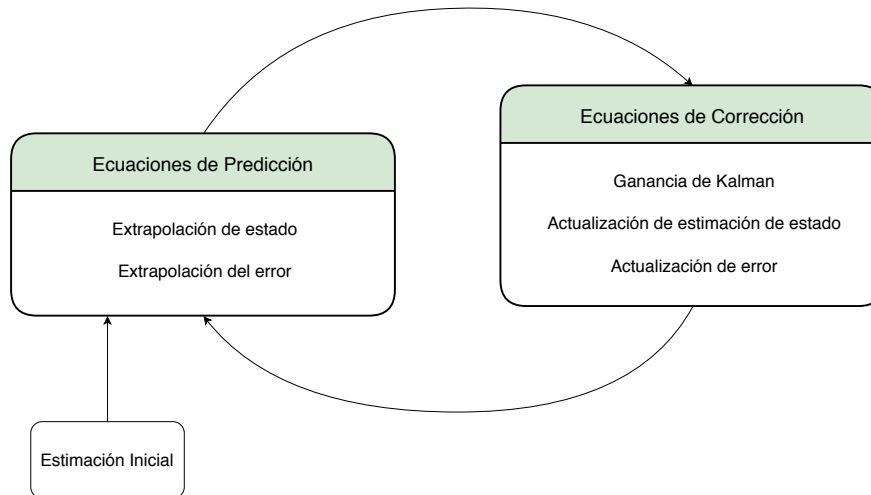 Ecuaciones de Predicción
Extrapolación de estado
Extrapolación del error
Ecuaciones de Corrección
Ganancia de Kalman
Actualización de estimación de estado
Actualización de error
Estimación Inicial